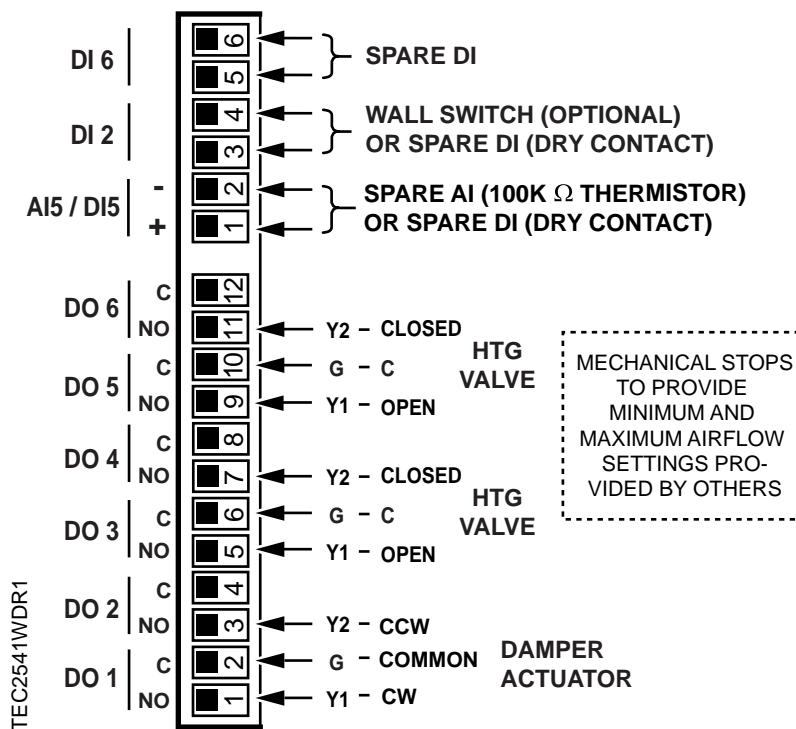 DI 6
6
5
SPARE DI
DI 2
4
3
WALL SWITCH (OPTIONAL)
OR SPARE DI (DRY CONTACT)
AI5 / DI5
-
+
2
1
SPARE AI (100K Ω THERMISTOR)
OR SPARE DI (DRY CONTACT)
DO 6
C
NO
12
11
Y2 – CLOSED
DO 5
C
NO
10
9
G – C
Y1 – OPEN
HTG
VALVE
DO 4
C
NO
8
7
Y2 – CLOSED
DO 3
C
NO
6
5
G – C
Y1 – OPEN
HTG
VALVE
DO 2
C
NO
4
3
Y2 – CCW
DO 1
C
NO
2
1
G – COMMON
Y1 – CW
DAMPER
ACTUATOR
MECHANICAL STOPS
TO PROVIDE
MINIMUM AND
MAXIMUM AIRFLOW
SETTINGS PRO-
VIDED BY OTHERS
TEC2541WDR1